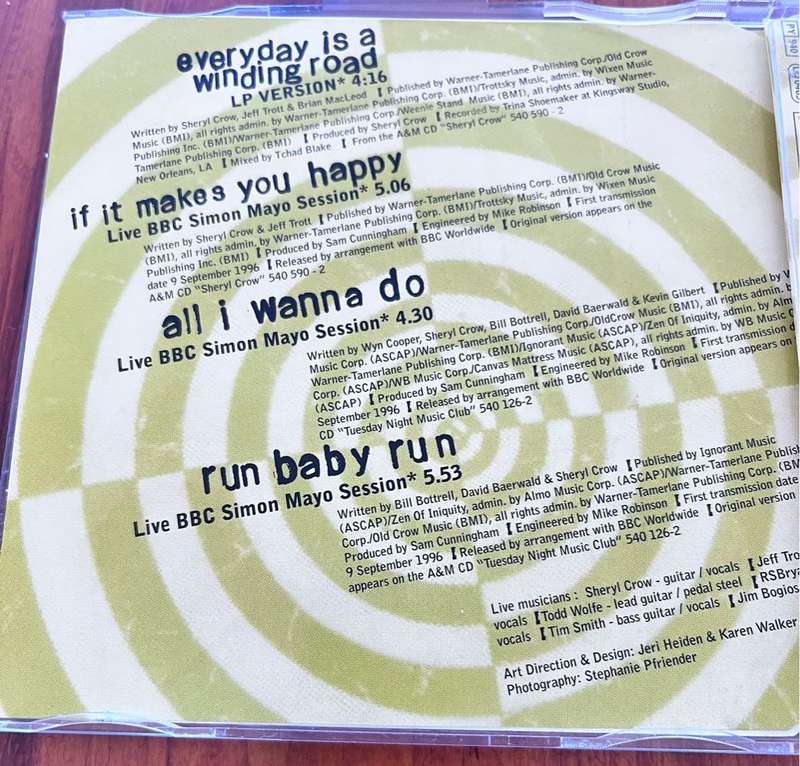 everyday is a
winding road
LP VERSION* 4:16
Written by Sheryl Crow, Jeff Trott & Brian MacLeod [ Published by Warner-Tamerlane Publishing Corp./Old Crow
Music (BMI), all rights admin. by Warner-Tamerlane Publishing Corp. (BMI)/Trottsky Music, admin. by Wixen Music
Publishing Inc. (BMI)/Warner-Tamerlane Publishing Corp./Weenie Stand Music (BMI), all rights admin. by Warner-
Tamerlane Publishing Corp. (BMI) [ Produced by Sheryl Crow [ Recorded by Trina Shoemaker at Kingsway Studio,
New Orleans, LA [ Mixed by Tchad Blake [ From the A&M CD "Sheryl Crow" 540 590 - 2
if it makes you happy
Live BBC Simon Mayo Session* 5.06
Written by Sheryl Crow & Jeff Trott [ Published by Warner-Tamerlane Publishing Corp. (BMI)/Old Crow Music
(BMI), all rights admin. by Warner-Tamerlane Publishing Corp. (BMI)/Trottsky Music, admin. by Wixen Music
Publishing Inc. (BMI) [ Produced by Sam Cunningham [ Engineered by Mike Robinson [ First transmission
date 9 September 1996 [ Released by arrangement with BBC Worldwide [ Original version appears on the
A&M CD "Sheryl Crow" 540 590 - 2
all i wanna do
Live BBC Simon Mayo Session* 4.30
Written by Wyn Cooper, Sheryl Crow, Bill Bottrell, David Baerwald & Kevin Gilbert [ Published by
Music Corp. (ASCAP)/Warner-Tamerlane Publishing Corp./OldCrow Music (BMI), all rights admin.
Warner-Tamerlane Publishing Corp. (BMI)/Ignorant Music (ASCAP)/Zen Of Iniquity, admin. by Almo
Corp. (ASCAP)/WB Music Corp./Canvas Mattress Music (ASCAP), all rights admin. by WB Music
(ASCAP) [ Produced by Sam Cunningham [ Engineered by Mike Robinson [ First transmission
September 1996 [ Released by arrangement with BBC Worldwide [ Original version appears on
CD "Tuesday Night Music Club" 540 126-2
run baby run
Live BBC Simon Mayo Session* 5.53
Written by Bill Bottrell, David Baerwald & Sheryl Crow [ Published by Ignorant Music
(ASCAP)/Zen Of Iniquity, admin. by Almo Music Corp. (ASCAP)/Warner-Tamerlane
Corp./Old Crow Music (BMI), all rights admin. by Warner-Tamerlane Publishing Corp.
Produced by Sam Cunningham [ Engineered by Mike Robinson [ First transmission date
9 September 1996 [ Released by arrangement with BBC Worldwide [ Original version
appears on the A&M CD "Tuesday Night Music Club" 540 126-2
Live musicians : Sheryl Crow - guitar / vocals [ Jeff
vocals [ Todd Wolfe - lead guitar / pedal steel [
vocals [ Tim Smith - bass guitar / vocals [ Jim Bogios
Art Direction & Design: Jeri Heiden & Karen Walker
Photography: Stephanie Pfriender
PY 940